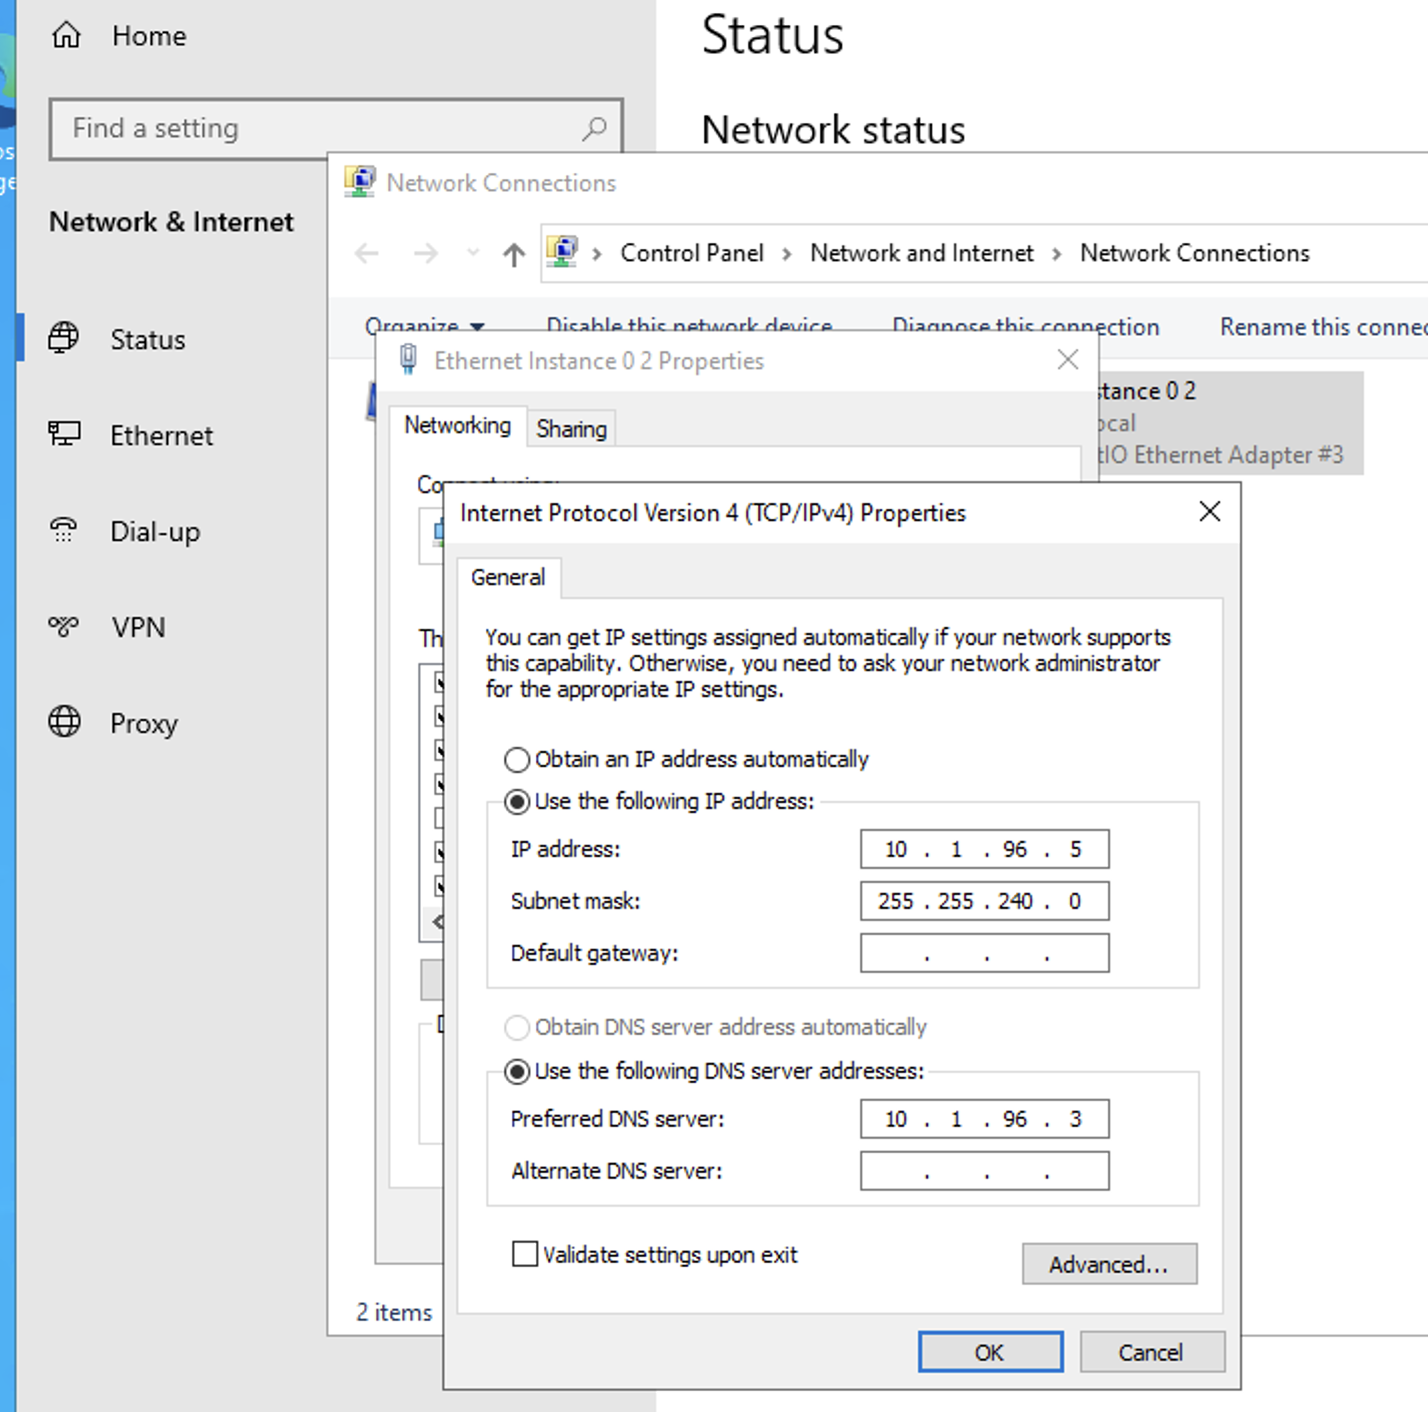 Home
Find a setting
Network & Internet
Status
Ethernet
Dial-up
VPN
Proxy
Status
Network status
Network Connections
Control Panel > Network and Internet > Network Connections
Organize Disable this network device Diagnose this connection Rename this connec
Ethernet Instance 0 2 Properties
stance 0 2
ocal
tIO Ethernet Adapter #3
Networking Sharing
Connect using:
Th
Internet Protocol Version 4 (TCP/IPv4) Properties
General
You can get IP settings assigned automatically if your network supports
this capability. Otherwise, you need to ask your network administrator
for the appropriate IP settings.
Obtain an IP address automatically
Use the following IP address:
IP address: 10 . 1 . 96 . 5
Subnet mask: 255 . 255 . 240 . 0
Default gateway: . . .
Obtain DNS server address automatically
Use the following DNS server addresses:
Preferred DNS server: 10 . 1 . 96 . 3
Alternate DNS server: . . .
Validate settings upon exit
Advanced...
OK Cancel
2 items